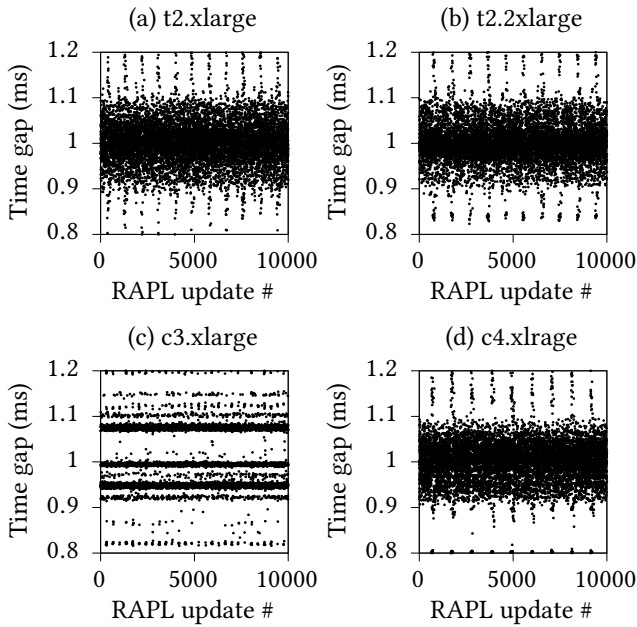 (a) t2.xlarge
(b) t2.2xlarge
Time gap (ms)
1.2
1.1
1
0.9
0.8
0
5000
10000
RAPL update #
Time gap (ms)
1.2
1.1
1
0.9
0.8
0
5000
10000
RAPL update #
(c) c3.xlarge
(d) c4.xlrage
Time gap (ms)
1.2
1.1
1
0.9
0.8
0
5000
10000
RAPL update #
Time gap (ms)
1.2
1.1
1
0.9
0.8
0
5000
10000
RAPL update #